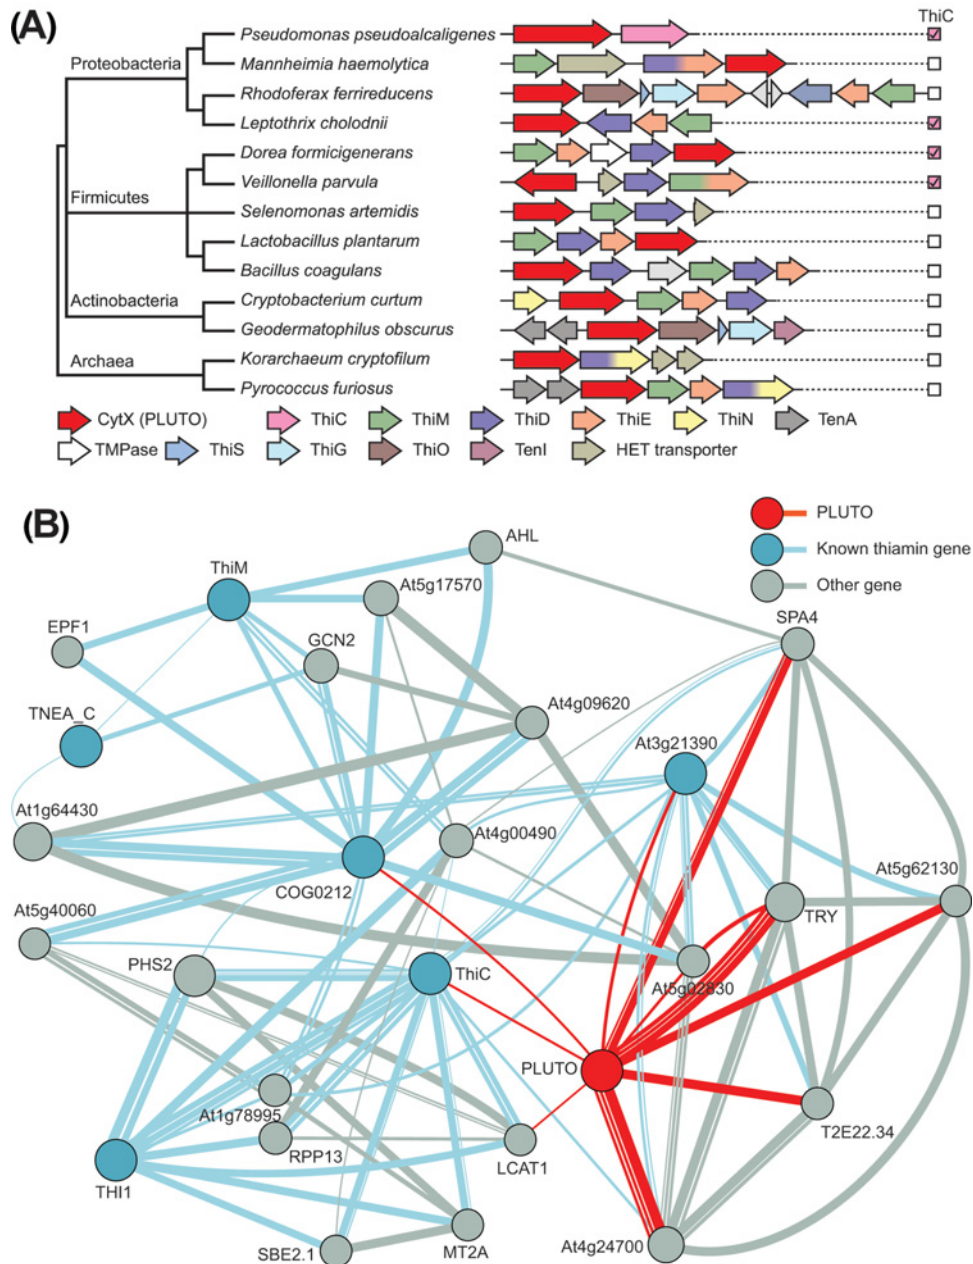 (A)
ThiC
Proteobacteria
Pseudomonas pseudoalcaligenes
Mannheimia haemolytica
Rhodoferax ferrireducens
Leptothrix cholodnii
Firmicutes
Dorea formicigenerans
Veillonella parvula
Selenomonas artemidis
Lactobacillus plantarum
Bacillus coagulans
Actinobacteria
Cryptobacterium curtum
Geodermatophilus obscurus
Archaea
Korarchaeum cryptofilum
Pyrococcus furiosus
CytX (PLUTO) ThiC ThiM ThiD ThiE ThiN TenA
TMPase ThiS ThiG ThiO TenI HET transporter
(B)
PLUTO
Known thiamin gene
Other gene
AHL
ThiM
At5g17570
SPA4
EPF1
GCN2
TNEA_C
At4g09620
At3g21390
At1g64430
At4g00490
At5g62130
COG0212
TRY
At5g40060
PHS2
ThiC
At5g02830
PLUTO
At1g78995
T2E22.34
RPP13
LCAT1
THI1
SBE2.1
MT2A
At4g24700